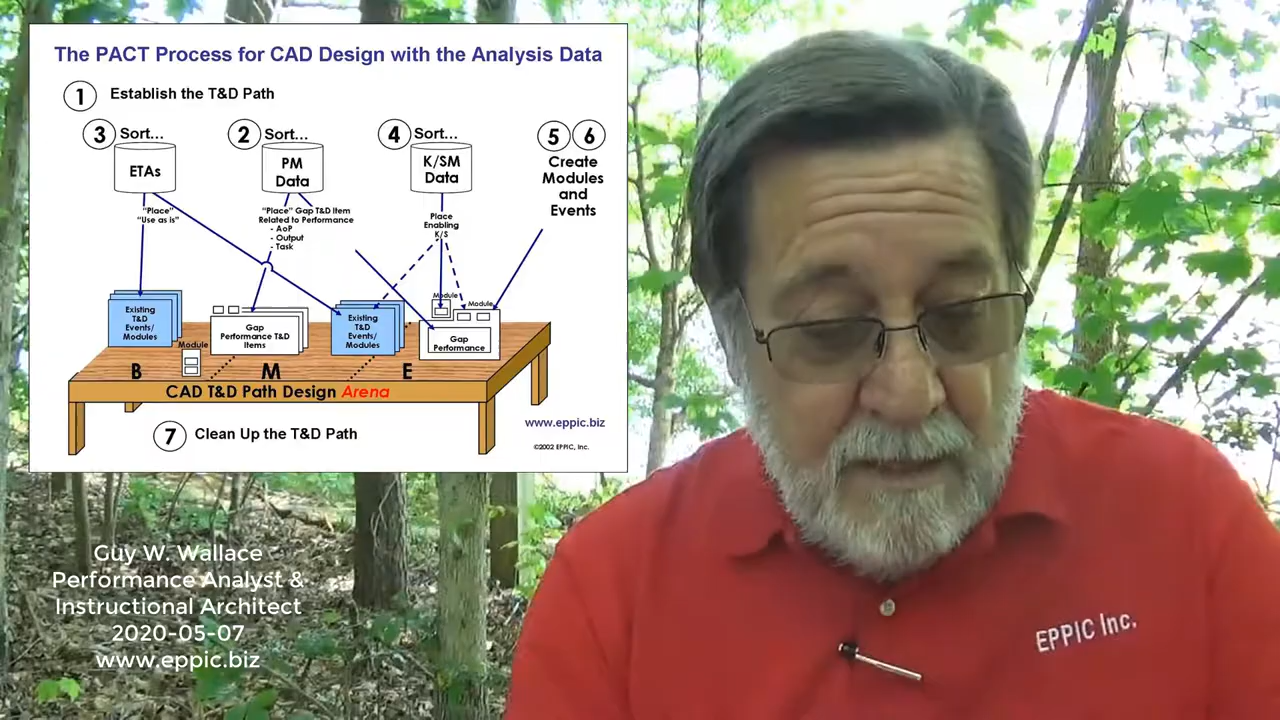 The PACT Process for CAD Design with the Analysis Data
1 Establish the T&D Path
3 Sort...
ETAs
"Place"
"Use as is"
2 Sort...
PM
Data
"Place" Gap T&D Item
Related to Performance
- AoP
- Output
- Task
4 Sort...
K/SM
Data
Place
Enabling
K/S
5 6
Create
Modules
and
Events
Existing
T&D
Events/
Modules
Module
Gap
Performance T&D
Items
Existing
T&D
Events/
Modules
Module
Module
Gap
Performance
B M E
CAD T&D Path Design Arena
7 Clean Up the T&D Path
www.eppic.biz
©2002 EPPIC, Inc.
Guy W. Wallace
Performance Analyst &
Instructional Architect
2020-05-07
www.eppic.biz
EPPIC Inc.